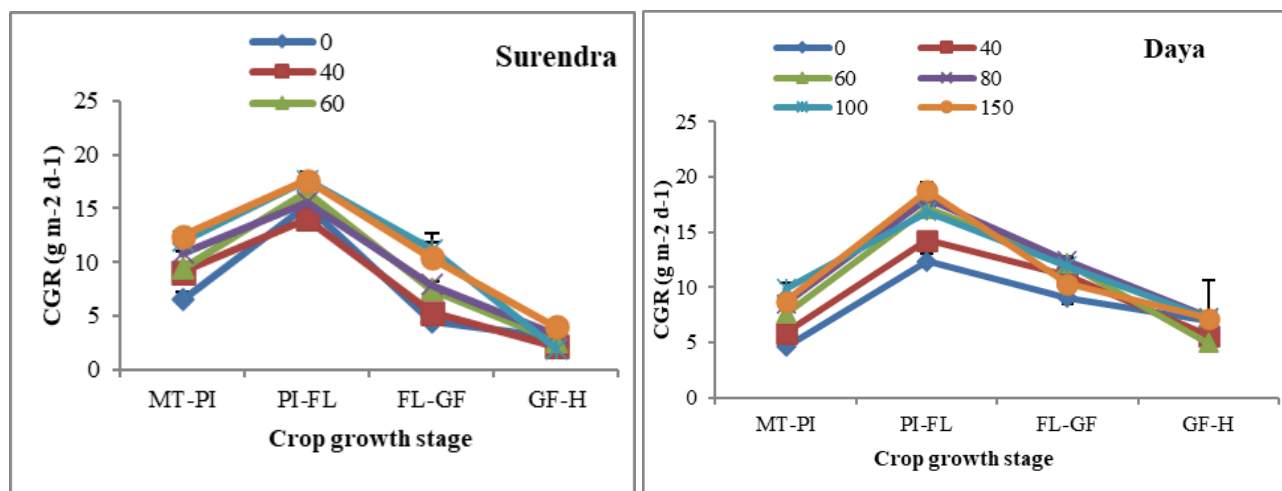 0
40
60
Surendra
25
20
15
10
5
0
CGR (g m-2 d-1)
MT-PI PI-FL FL-GF GF-H
Crop growth stage
0 40
60 80
100 150
Daya
25
20
15
10
5
0
CGR (g m-2 d-1)
MT-PI PI-FL FL-GF GF-H
Crop growth stage